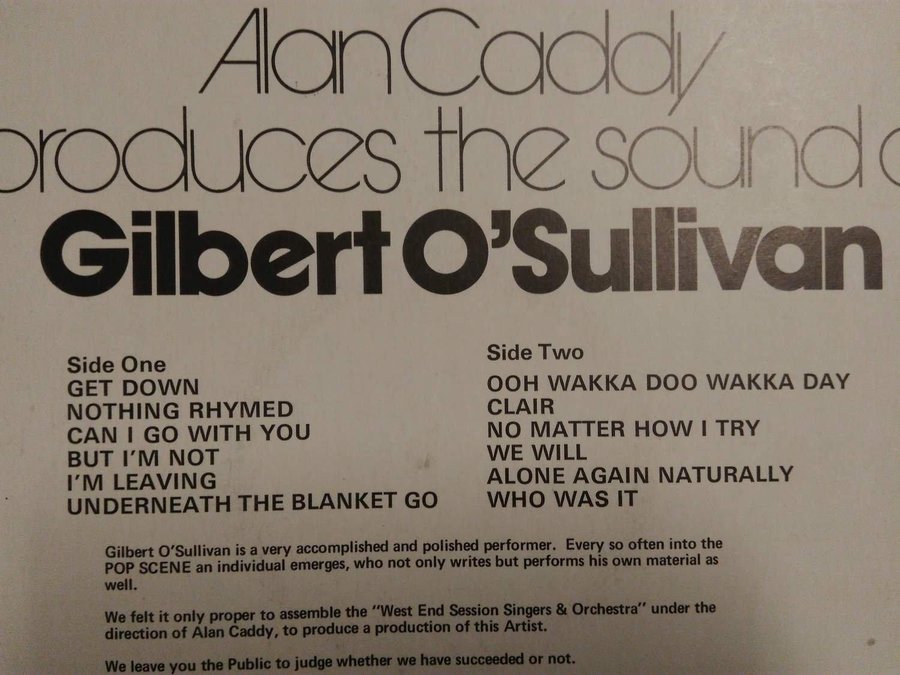 Alan Caddy
produces the sound o
Gilbert O'Sullivan
Side One
GET DOWN
NOTHING RHYMED
CAN I GO WITH YOU
BUT I'M NOT
I'M LEAVING
UNDERNEATH THE BLANKET GO
Side Two
OOH WAKKA DOO WAKKA DAY
CLAIR
NO MATTER HOW I TRY
WE WILL
ALONE AGAIN NATURALLY
WHO WAS IT
Gilbert O'Sullivan is a very accomplished and polished performer. Every so often into the
POP SCENE an individual emerges, who not only writes but performs his own material as
well.
We felt it only proper to assemble the "West End Session Singers & Orchestra" under the
direction of Alan Caddy, to produce a production of this Artist.
We leave you the Public to judge whether we have succeeded or not.